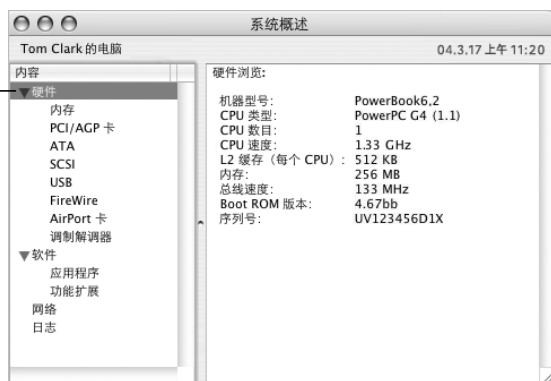 系统概述
Tom Clark 的电脑
04.3.17 上午 11:20
内容
硬件
内存
PCI/AGP 卡
ATA
SCSI
USB
FireWire
AirPort 卡
调制解调器
软件
应用程序
功能扩展
网络
日志
硬件浏览:
机器型号: PowerBook6,2
CPU 类型: PowerPC G4 (1.1)
CPU 数目: 1
CPU 速度: 1.33 GHz
L2 缓存（每个 CPU）: 512 KB
内存: 256 MB
总线速度: 133 MHz
Boot ROM 版本: 4.67bb
序列号: UV123456D1X